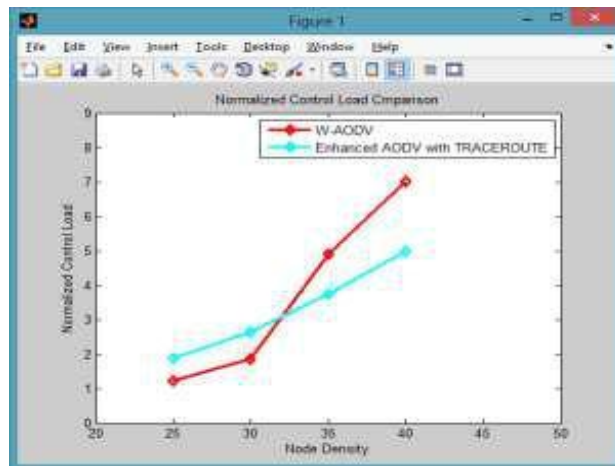 Figure 1
File Edit View Insert Tools Desktop Window Help
Normalized Control Load Cmparison
W-AODV
Enhanced AODV with TRACEROUTE
Normalized Control Load
9
8
7
6
5
4
3
2
1
0
20 25 30 35 40 45 50
Node Density